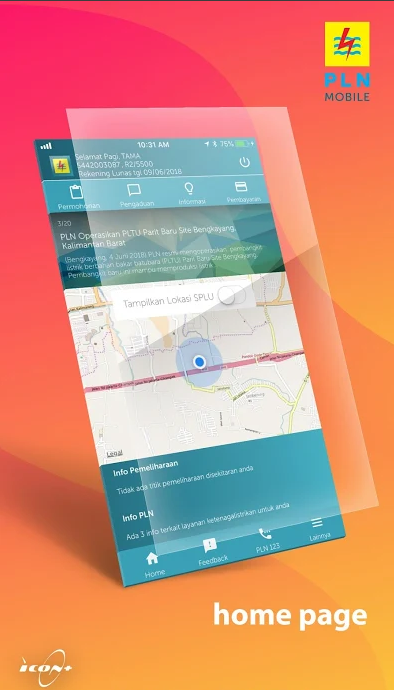 PLN
MOBILE
10:31 AM
75%
Selamat Pagi, TAMA
5442003087 , R2/5500
Rekening Lunas tgl 09/06/2018
Permohonan
Pengaduan
Informasi
Pembayaran
3/20
PLN Operasikan PLTU Parit Baru Site Bengkayang,
Kalimantan Barat
(Bengkayang, 4 Juni 2018) PLN resmi mengoperasikan pembangkit
listrik berbahan bakar batubara (PLTU) Parit Baru
Pembangkit baru ini mampu memproduksi listrik
Tampilkan Lokasi SPLU
Legal
Info Pemeliharaan
Tidak ada titik pemeliharaan disekitaran anda
Info PLN
Ada 3 info terkait layanan ketenagalistrikan untuk anda
Home
Feedback
PLN 123
Lainnya
home page
icon+